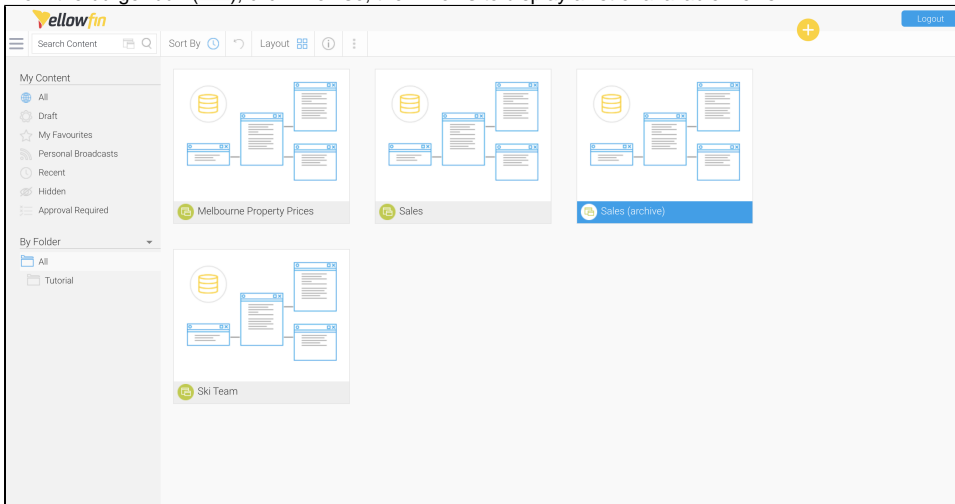 Yellowfin
Logout
Search Content
Sort By
Layout
My Content
All
Draft
My Favourites
Personal Broadcasts
Recent
Hidden
Approval Required
By Folder
All
Tutorial
Melbourne Property Prices
Sales
Sales (archive)
Ski Team